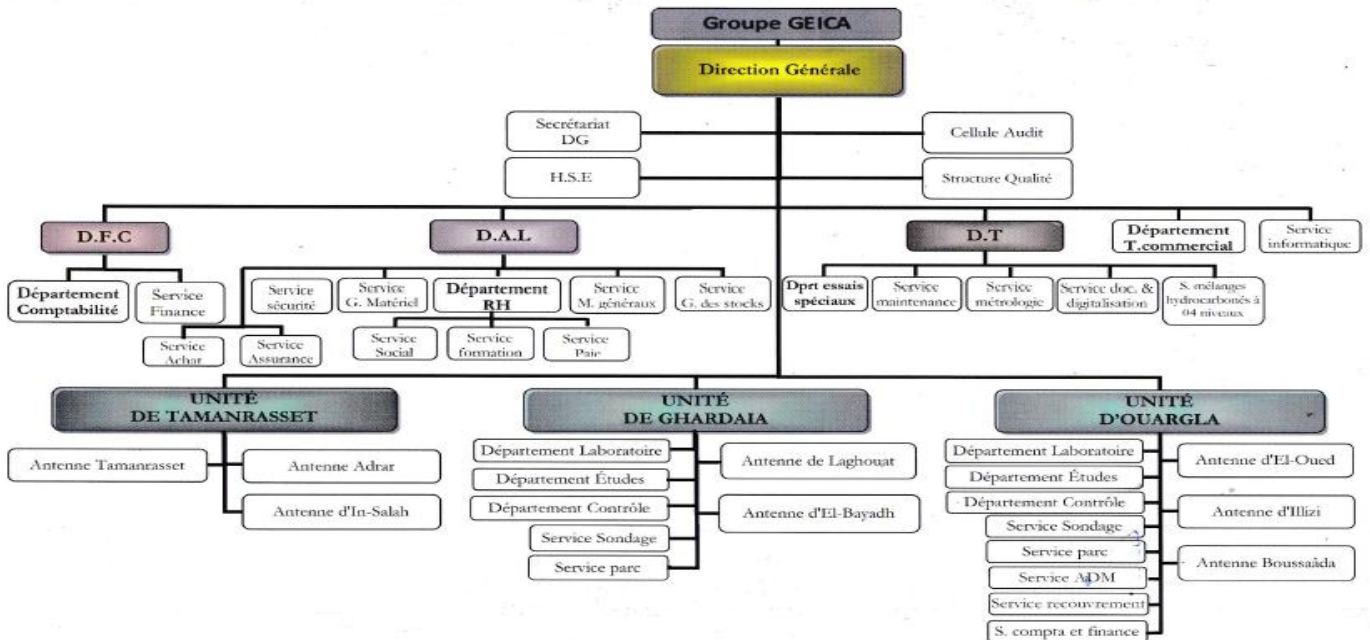 Groupe GEICA
Direction Générale
Secrétariat
DG
Cellule Audit
H.S.E
Structure Qualité
D.F.C
D.A.L
D.T
Département
T.commercial
Service
informatique
Département
Comptabilité
Service
Finance
Service
sécurité
Service
G. Matériel
Département
RH
Service
M. généraux
Service
G. des stocks
Dprt essais
spéciaux
Service
maintenance
Service
métrologie
Service doc. &
digitalisation
S. mélanges
hydrocarbonés à
04 niveaux
Service
Achat
Service
Assurance
Service
Social
Service
formation
Service
Paie
UNITÉ
DE TAMANRASSET
UNITÉ
DE GHARDAIA
UNITÉ
D'OUARGLA
Antenne Tamanrasset
Antenne Adrar
Antenne d'In-Salah
Département Laboratoire
Département Études
Département Contrôle
Service Sondage
Service parc
Antenne de Laghouat
Antenne d'El-Bayadh
Département Laboratoire
Département Études
Département Contrôle
Service Sondage
Service parc
Service ADM
Service recouvrement
S. compta et finance
Antenne d'El-Oued
Antenne d'Illizi
Antenne Boussaâda